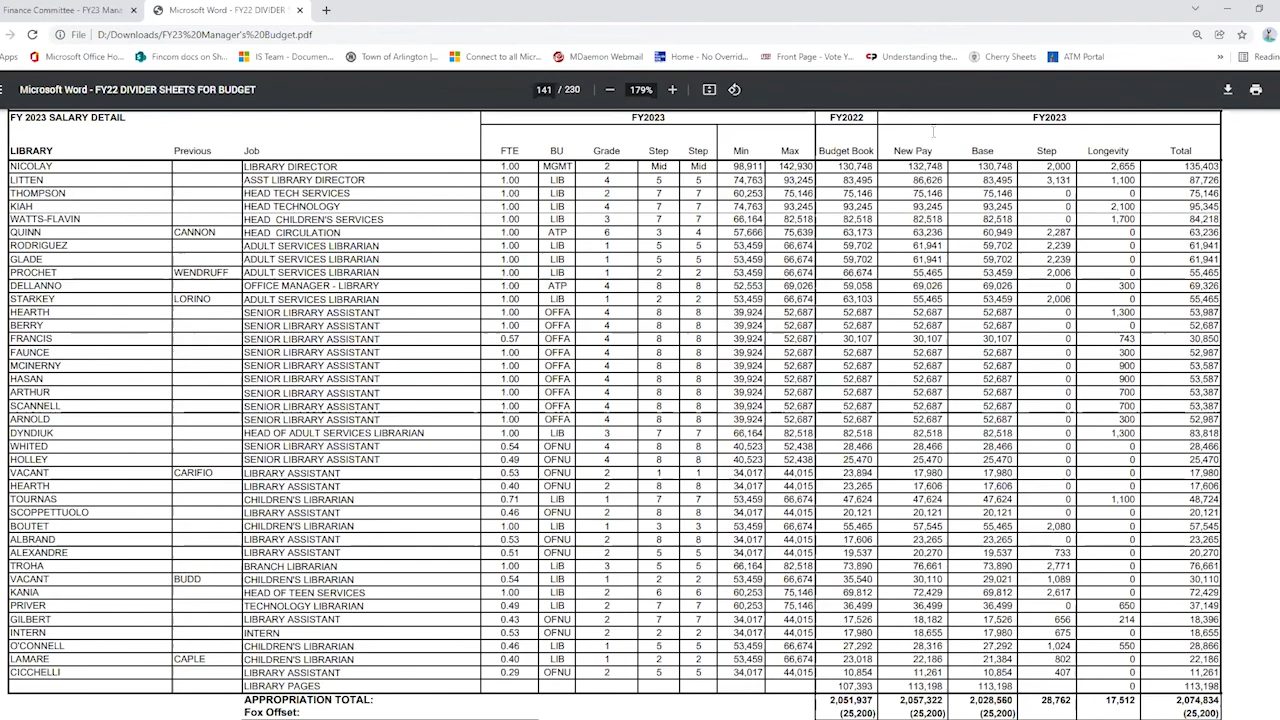 Finance Committee - FY23 Mana × Microsoft Word - FY22 DIVIDER × +
File D:/Downloads/FY23%20Manager's%20Budget.pdf
Apps Microsoft Office Ho... Fincom docs on Sh... IS Team - Documen... Town of Arlington |... Connect to all Micr... MDaemon Webmail Home - No Overrid... Front Page - Vote Y... Understanding the... Cherry Sheets ATM Portal » Reading
Microsoft Word - FY22 DIVIDER SHEETS FOR BUDGET 141 / 230 179%
FY 2023 SALARY DETAIL FY2023 FY2022 FY2023
LIBRARY Previous Job FTE BU Grade Step Step Min Max Budget Book New Pay Base Step Longevity Total
NICOLAY LIBRARY DIRECTOR 1.00 MGMT 2 Mid Mid 98,911 142,930 130,748 132,748 130,748 2,000 2,655 135,403
LITTEN ASST LIBRARY DIRECTOR 1.00 LIB 4 5 5 74,763 93,245 83,495 86,626 83,495 3,131 1,100 87,726
THOMPSON HEAD TECH SERVICES 1.00 LIB 2 7 7 60,253 75,146 75,146 75,146 75,146 0 0 75,146
KIAH HEAD TECHNOLOGY 1.00 LIB 4 7 7 74,763 93,245 93,245 93,245 93,245 0 2,100 95,345
WATTS-FLAVIN HEAD CHILDREN'S SERVICES 1.00 LIB 3 7 7 66,164 82,518 82,518 82,518 82,518 0 1,700 84,218
QUINN CANNON HEAD CIRCULATION 1.00 ATP 6 3 4 57,666 75,639 63,173 63,236 60,949 2,287 0 63,236
RODRIGUEZ ADULT SERVICES LIBRARIAN 1.00 LIB 1 5 5 53,459 66,674 59,702 61,941 59,702 2,239 0 61,941
GLADE ADULT SERVICES LIBRARIAN 1.00 LIB 1 5 5 53,459 66,674 59,702 61,941 59,702 2,239 0 61,941
PROCHET WENDRUFF ADULT SERVICES LIBRARIAN 1.00 LIB 1 2 2 53,459 66,674 66,674 55,465 53,459 2,006 0 55,465
DELLANNO OFFICE MANAGER - LIBRARY 1.00 ATP 4 8 8 52,553 69,026 59,058 69,026 69,026 0 300 69,326
STARKEY LORINO ADULT SERVICES LIBRARIAN 1.00 LIB 1 2 2 53,459 66,674 63,103 55,465 53,459 2,006 0 55,465
HEARTH SENIOR LIBRARY ASSISTANT 1.00 OFFA 4 8 8 39,924 52,687 52,687 52,687 52,687 0 1,300 53,987
BERRY SENIOR LIBRARY ASSISTANT 1.00 OFFA 4 8 8 39,924 52,687 52,687 52,687 52,687 0 0 52,687
FRANCIS SENIOR LIBRARY ASSISTANT 0.57 OFFA 4 8 8 39,924 52,687 30,107 30,107 30,107 0 743 30,850
FAUNCE SENIOR LIBRARY ASSISTANT 1.00 OFFA 4 8 8 39,924 52,687 52,687 52,687 52,687 0 300 52,987
MCINERNY SENIOR LIBRARY ASSISTANT 1.00 OFFA 4 8 8 39,924 52,687 52,687 52,687 52,687 0 900 53,587
HASAN SENIOR LIBRARY ASSISTANT 1.00 OFFA 4 8 8 39,924 52,687 52,687 52,687 52,687 0 900 53,587
ARTHUR SENIOR LIBRARY ASSISTANT 1.00 OFFA 4 8 8 39,924 52,687 52,687 52,687 52,687 0 700 53,387
SCANNELL SENIOR LIBRARY ASSISTANT 1.00 OFFA 4 8 8 39,924 52,687 52,687 52,687 52,687 0 700 53,387
ARNOLD SENIOR LIBRARY ASSISTANT 1.00 OFFA 4 8 8 39,924 52,687 52,687 52,687 52,687 0 300 52,987
DYNDIUK HEAD OF ADULT SERVICES LIBRARIAN 1.00 LIB 3 7 7 66,164 82,518 82,518 82,518 82,518 0 1,300 83,818
WHITED SENIOR LIBRARY ASSISTANT 0.54 OFNU 4 8 8 40,523 52,438 28,466 28,466 28,466 0 0 28,466
HOLLEY SENIOR LIBRARY ASSISTANT 0.49 OFNU 4 8 8 40,523 52,438 25,470 25,470 25,470 0 0 25,470
VACANT CARIFIO LIBRARY ASSISTANT 0.53 OFNU 2 1 1 34,017 44,015 23,894 17,980 17,980 0 0 17,980
HEARTH LIBRARY ASSISTANT 0.40 OFNU 2 8 8 34,017 44,015 23,265 17,606 17,606 0 0 17,606
TOURNAS CHILDREN'S LIBRARIAN 0.71 LIB 1 7 7 53,459 66,674 47,624 47,624 47,624 0 1,100 48,724
SCOPPETTUOLO LIBRARY ASSISTANT 0.46 OFNU 2 8 8 34,017 44,015 20,121 20,121 20,121 0 0 20,121
BOUTET CHILDREN'S LIBRARIAN 1.00 LIB 1 3 3 53,459 66,674 55,465 57,545 55,465 2,080 0 57,545
ALBRAND LIBRARY ASSISTANT 0.53 OFNU 2 8 8 34,017 44,015 17,606 23,265 23,265 0 0 23,265
ALEXANDRE LIBRARY ASSISTANT 0.51 OFNU 2 5 5 34,017 44,015 19,537 20,270 19,537 733 0 20,270
TROHA BRANCH LIBRARIAN 1.00 LIB 3 5 5 66,164 82,518 73,890 76,661 73,890 2,771 0 76,661
VACANT BUDD CHILDREN'S LIBRARIAN 0.54 LIB 1 2 2 53,459 66,674 35,540 30,110 29,021 1,089 0 30,110
KANIA HEAD OF TEEN SERVICES 1.00 LIB 2 6 6 60,253 75,146 69,812 72,429 69,812 2,617 0 72,429
PRIVER TECHNOLOGY LIBRARIAN 0.49 LIB 2 7 7 60,253 75,146 36,499 36,499 36,499 0 650 37,149
GILBERT LIBRARY ASSISTANT 0.43 OFNU 2 7 7 34,017 44,015 17,526 18,182 17,526 656 214 18,396
INTERN INTERN 0.53 OFNU 2 2 2 34,017 44,015 17,980 18,655 17,980 675 0 18,655
O'CONNELL CHILDREN'S LIBRARIAN 0.46 LIB 1 5 5 53,459 66,674 27,292 28,316 27,292 1,024 550 28,866
LAMARE CAPLE CHILDREN'S LIBRARIAN 0.40 LIB 1 2 2 53,459 66,674 23,018 22,186 21,384 802 0 22,186
CICCHELLI LIBRARY ASSISTANT 0.29 OFNU 2 5 5 34,017 44,015 10,854 11,261 10,854 407 0 11,261
LIBRARY PAGES 107,393 113,198 113,198 0 113,198
APPROPRIATION TOTAL: 2,051,937 2,057,322 2,028,560 28,762 17,512 2,074,834
Fox Offset: (25,200) (25,200) (25,200) (25,200)